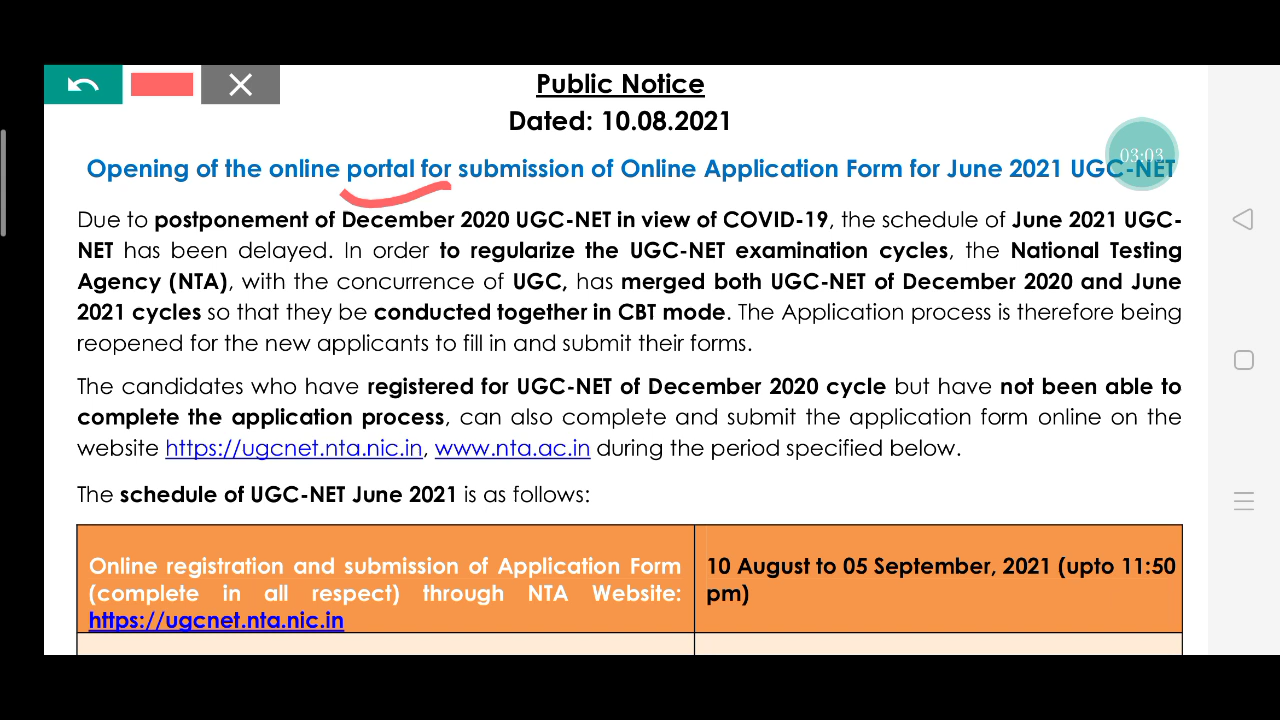 Public Notice
Dated: 10.08.2021
03:03
Opening of the online portal for submission of Online Application Form for June 2021 UGC-NET
Due to postponement of December 2020 UGC-NET in view of COVID-19, the schedule of June 2021 UGC-
NET has been delayed. In order to regularize the UGC-NET examination cycles, the National Testing
Agency (NTA), with the concurrence of UGC, has merged both UGC-NET of December 2020 and June
2021 cycles so that they be conducted together in CBT mode. The Application process is therefore being
reopened for the new applicants to fill in and submit their forms.
The candidates who have registered for UGC-NET of December 2020 cycle but have not been able to
complete the application process, can also complete and submit the application form online on the
website https://ugcnet.nta.nic.in, www.nta.ac.in during the period specified below.
The schedule of UGC-NET June 2021 is as follows:
Online registration and submission of Application Form
(complete in all respect) through NTA Website:
https://ugcnet.nta.nic.in
10 August to 05 September, 2021 (upto 11:50
pm)